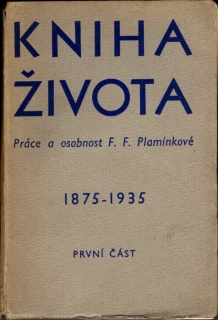 KNIHA
ŽIVOTA
Práce a osobnost F. F. Plamínkové
1875-1935
PRVNÍ ČÁST